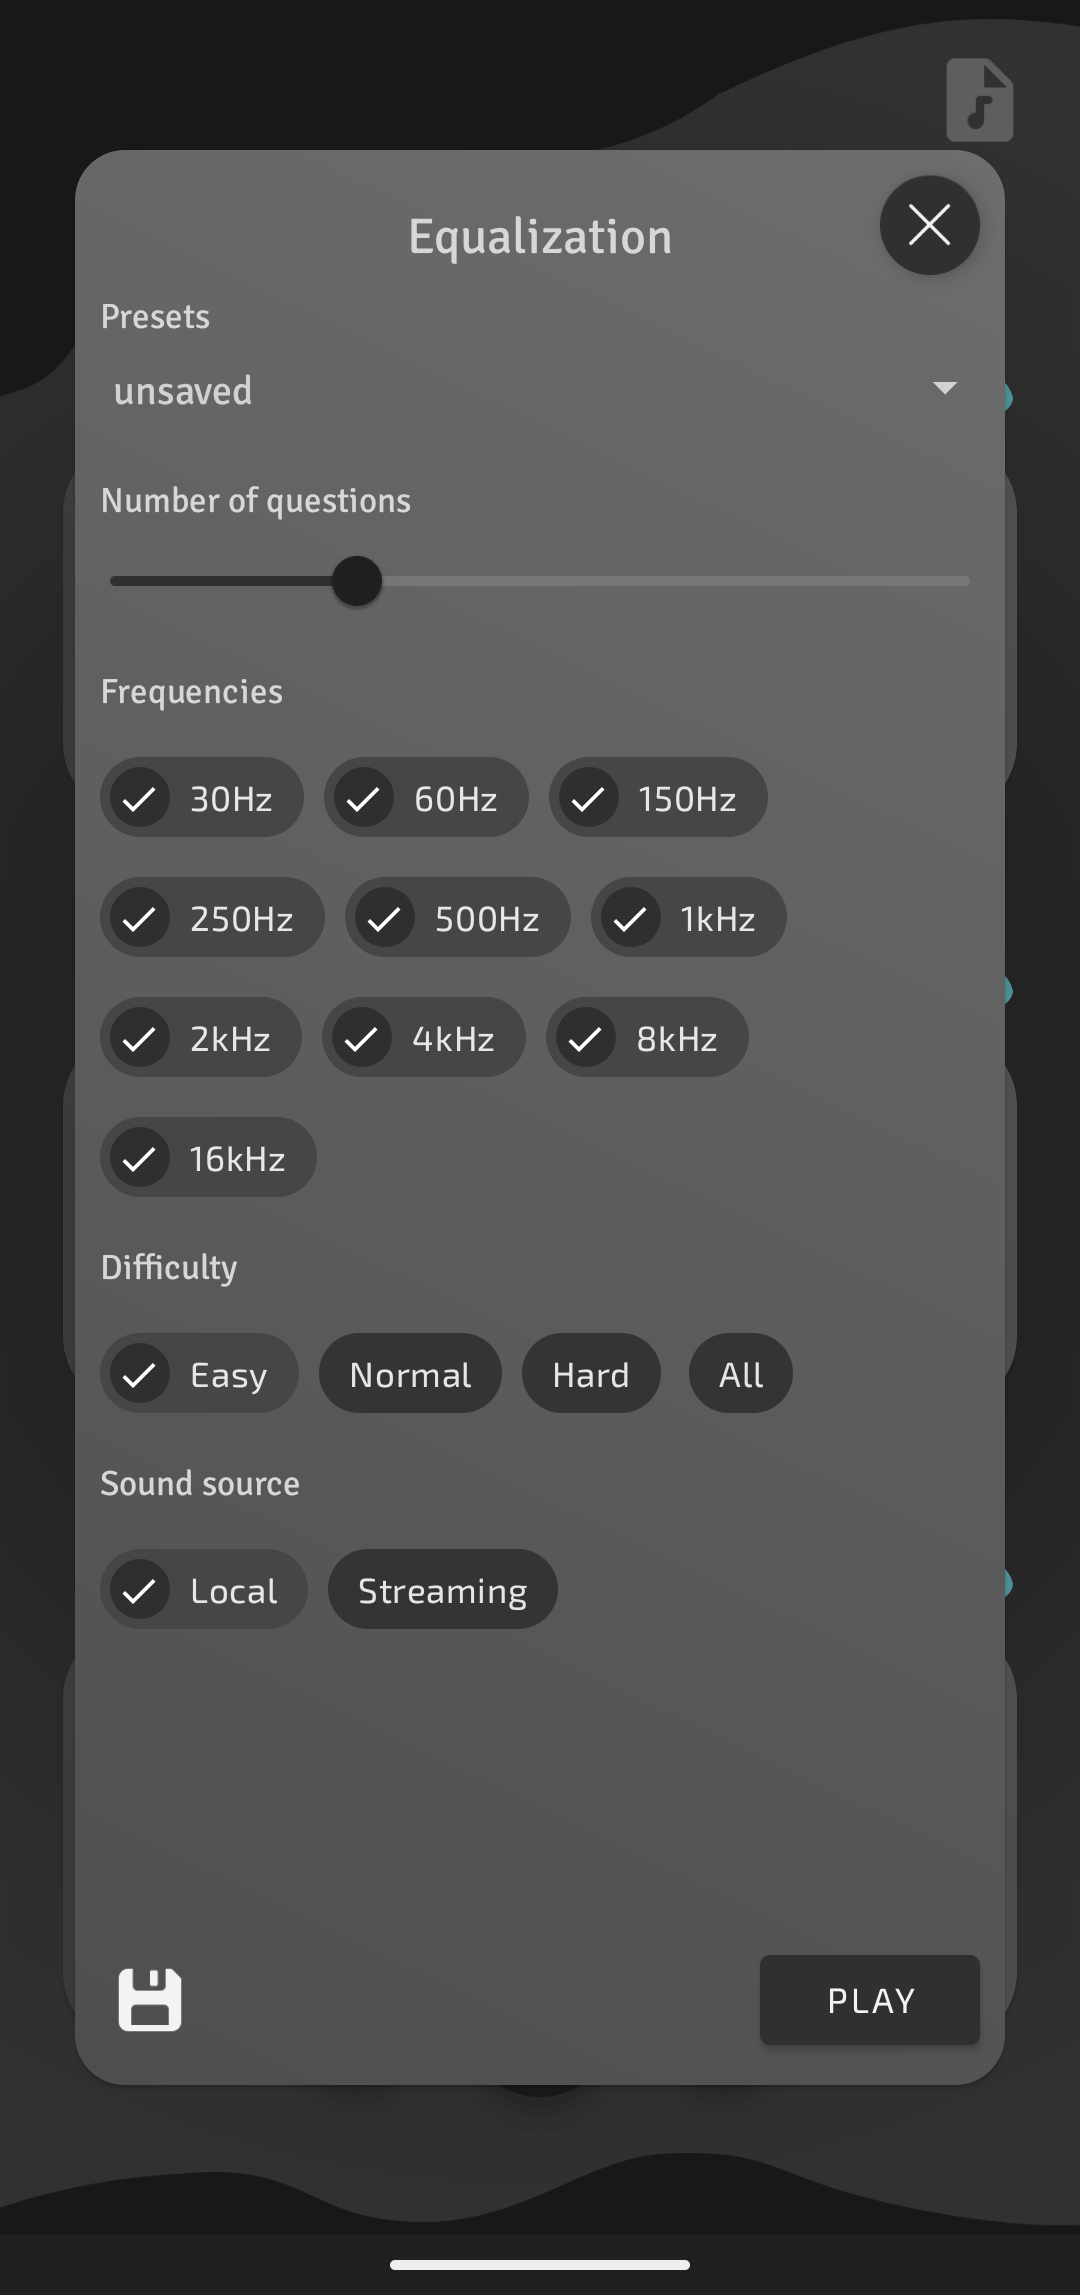 Equalization
Presets
unsaved
Number of questions
Frequencies
30Hz 60Hz 150Hz
250Hz 500Hz 1kHz
2kHz 4kHz 8kHz
16kHz
Difficulty
Easy Normal Hard All
Sound source
Local Streaming
PLAY